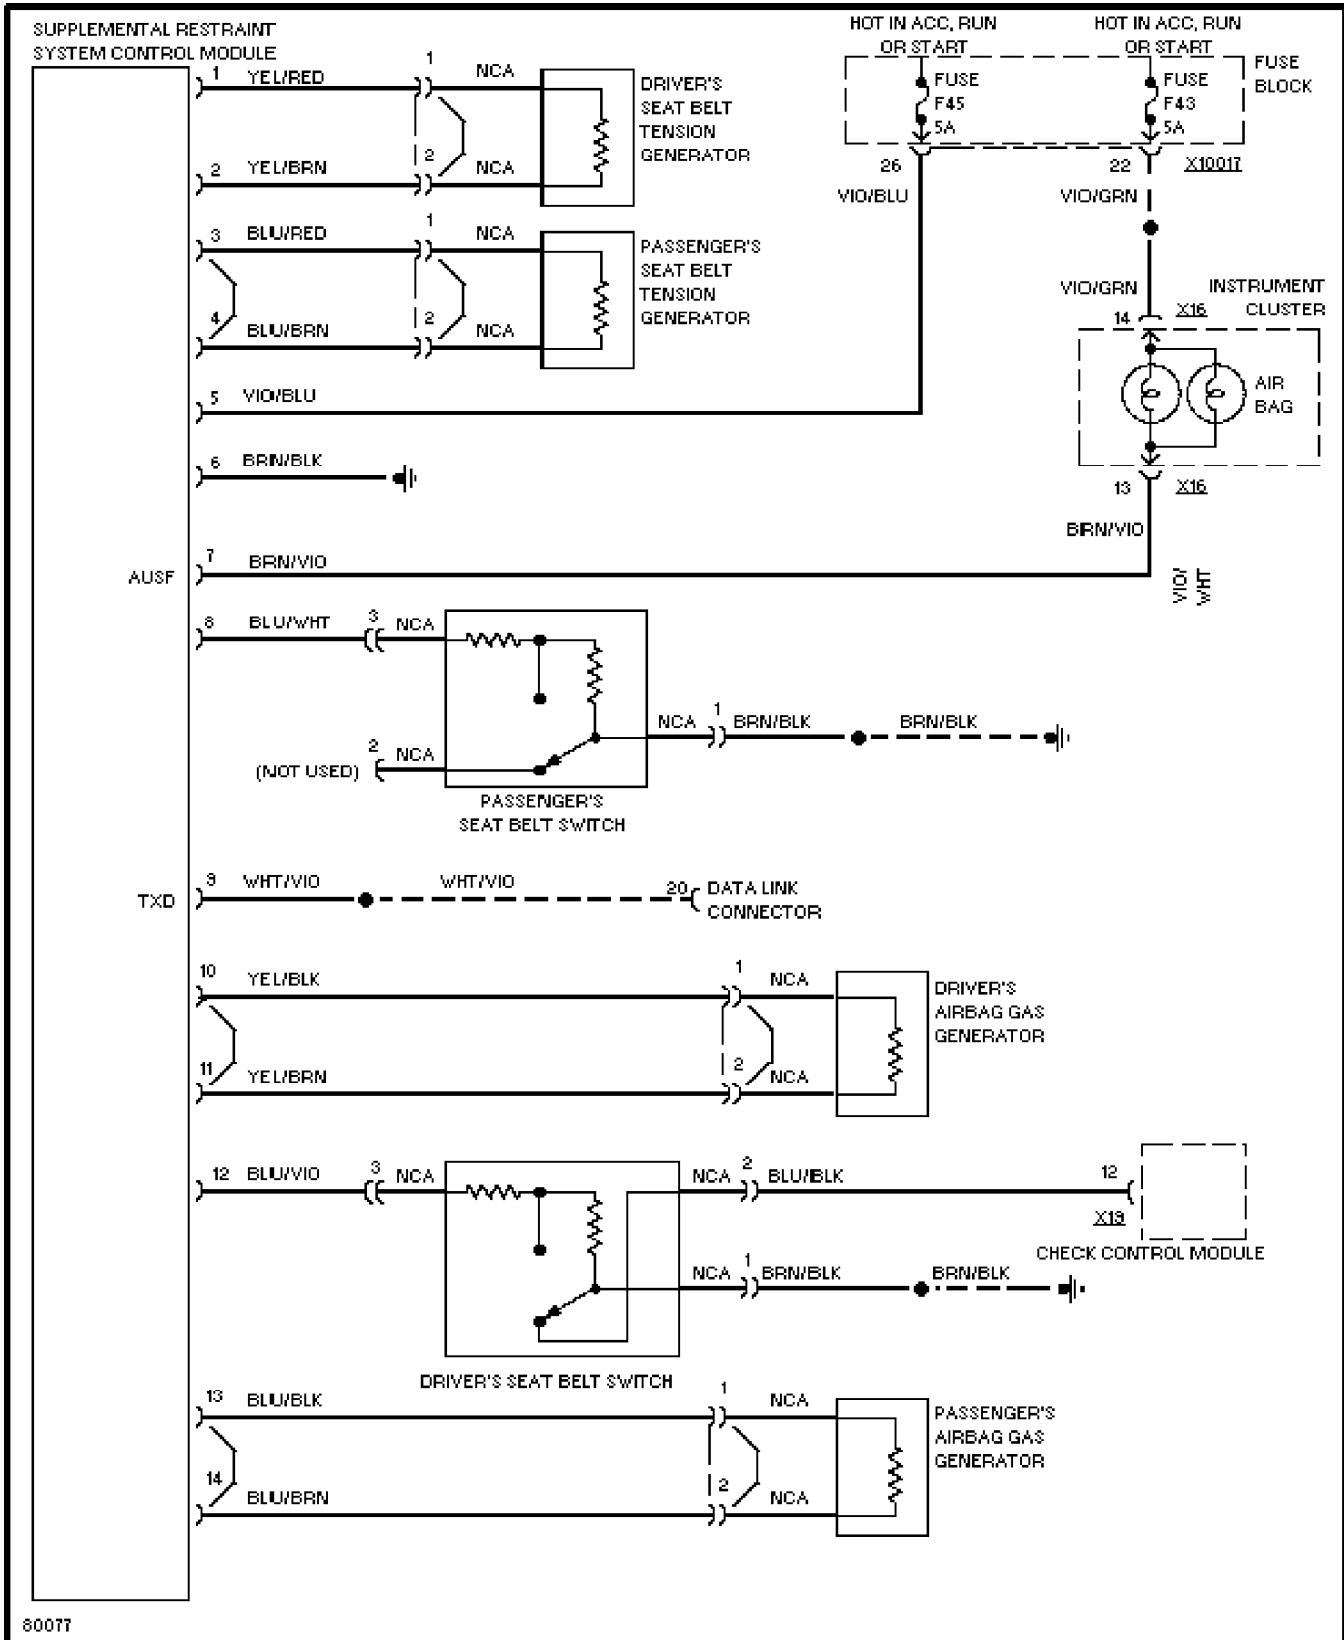 SUPPLEMENTAL RESTRAINT
SYSTEM CONTROL MODULE
HOT IN ACC, RUN
OR START
HOT IN ACC, RUN
OR START
FUSE
BLOCK
FUSE
F45
5A
FUSE
F43
5A
26
22
X10017
VIO/BLU
VIO/GRN
1
YEL/RED
1
NCA
DRIVER'S
SEAT BELT
TENSION
GENERATOR
2
YEL/BRN
2
NCA
3
BLU/RED
1
NCA
PASSENGER'S
SEAT BELT
TENSION
GENERATOR
4
BLU/BRN
2
NCA
VIO/GRN
INSTRUMENT
CLUSTER
14
X16
AIR
BAG
13
X16
BRN/VIO
VIO/
WHT
5
VIO/BLU
6
BRN/BLK
AUSF
7
BRN/VIO
8
BLU/WHT
3
NCA
NCA
1
BRN/BLK
BRN/BLK
(NOT USED)
2
NCA
PASSENGER'S
SEAT BELT SWITCH
TXD
9
WHT/VIO
WHT/VIO
20
DATA LINK
CONNECTOR
10
YEL/BLK
1
NCA
DRIVER'S
AIRBAG GAS
GENERATOR
11
YEL/BRN
2
NCA
12
BLU/VIO
3
NCA
NCA
2
BLU/BLK
12
X19
CHECK CONTROL MODULE
NCA
1
BRN/BLK
BRN/BLK
DRIVER'S SEAT BELT SWITCH
13
BLU/BLK
1
NCA
PASSENGER'S
AIRBAG GAS
GENERATOR
14
BLU/BRN
2
NCA
80077